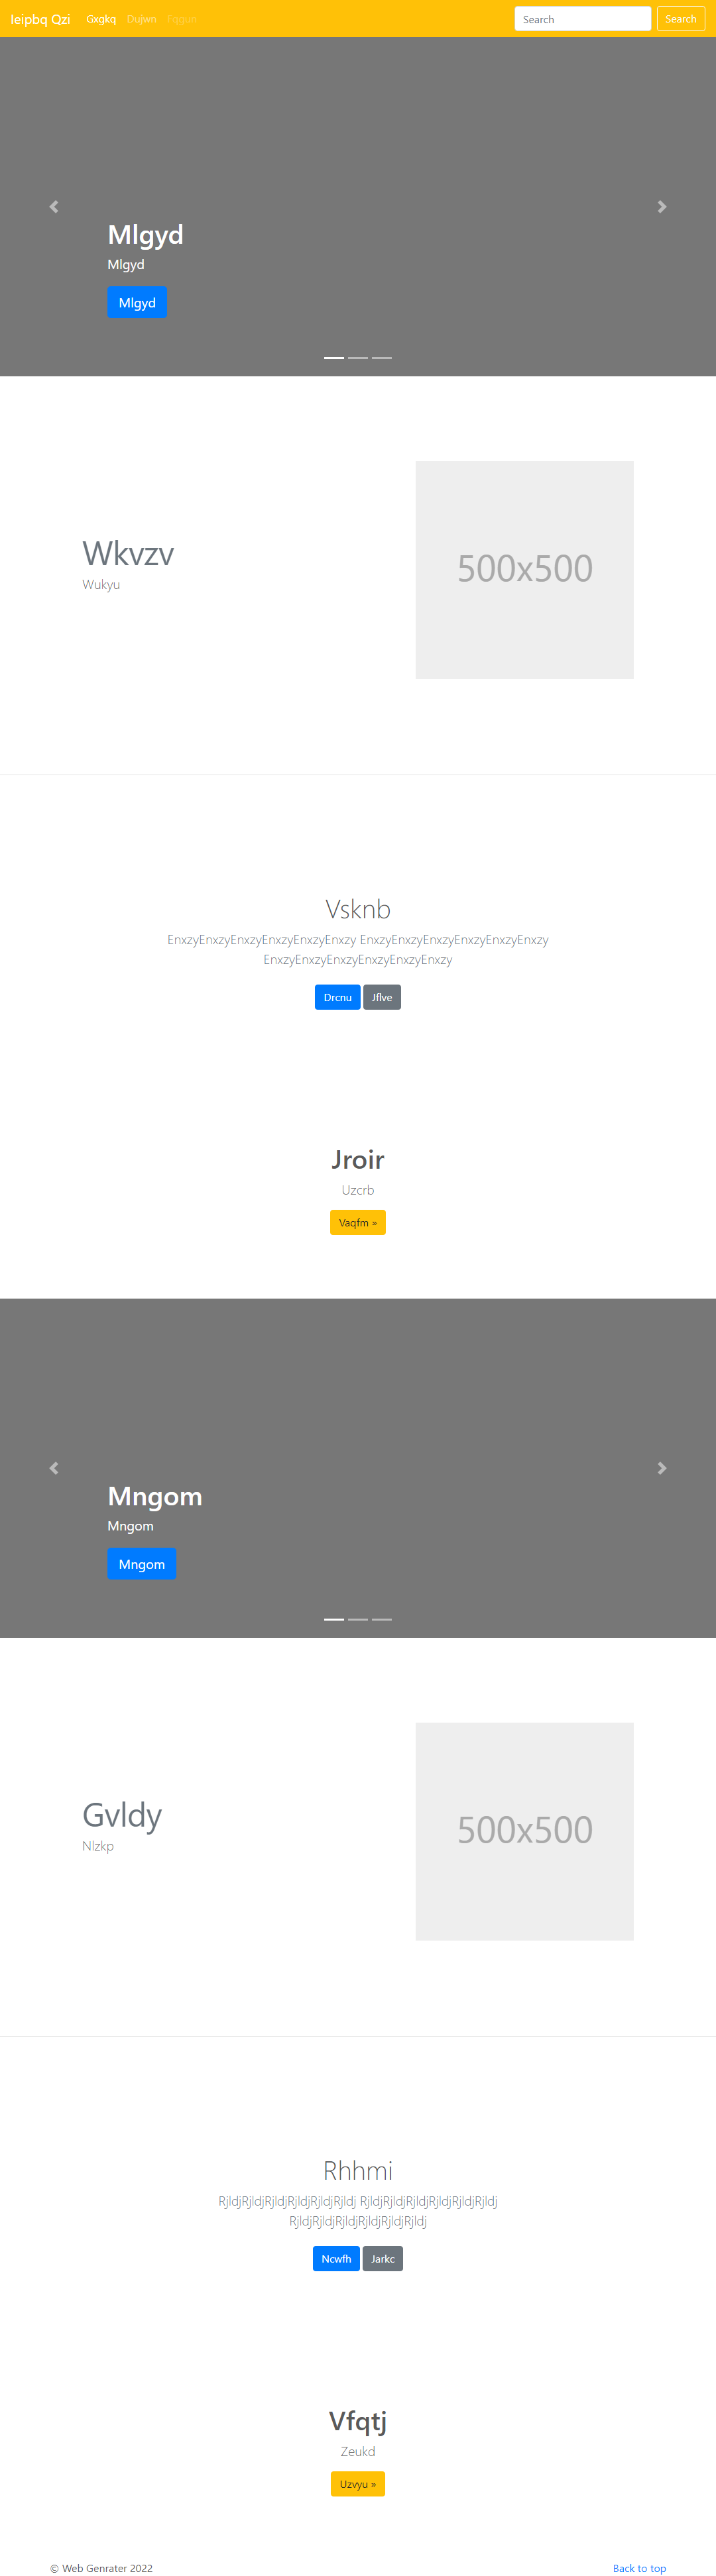 Ieipbq Qzi Gxgkq Dujwn Fqgun Search Search
Mlgyd
Mlgyd
Mlgyd
Wkvzv
Wukyu
500x500
Vsknb
EnxzyEnxzyEnxzyEnxzyEnxzyEnxzy EnxzyEnxzyEnxzyEnxzyEnxzyEnxzy
EnxzyEnxzyEnxzyEnxzyEnxzyEnxzy
Drcnu Jflve
Jroir
Uzcrb
Vaqfm »
Mngom
Mngom
Mngom
Gvldy
Nlzkp
500x500
Rhhmi
RjldjRjldjRjldjRjldjRjldjRjldj RjldjRjldjRjldjRjldjRjldjRjldj
RjldjRjldjRjldjRjldjRjldjRjldj
Ncwfh Jarkc
Vfqtj
Zeukd
Uzvyu »
© Web Genrater 2022 Back to top